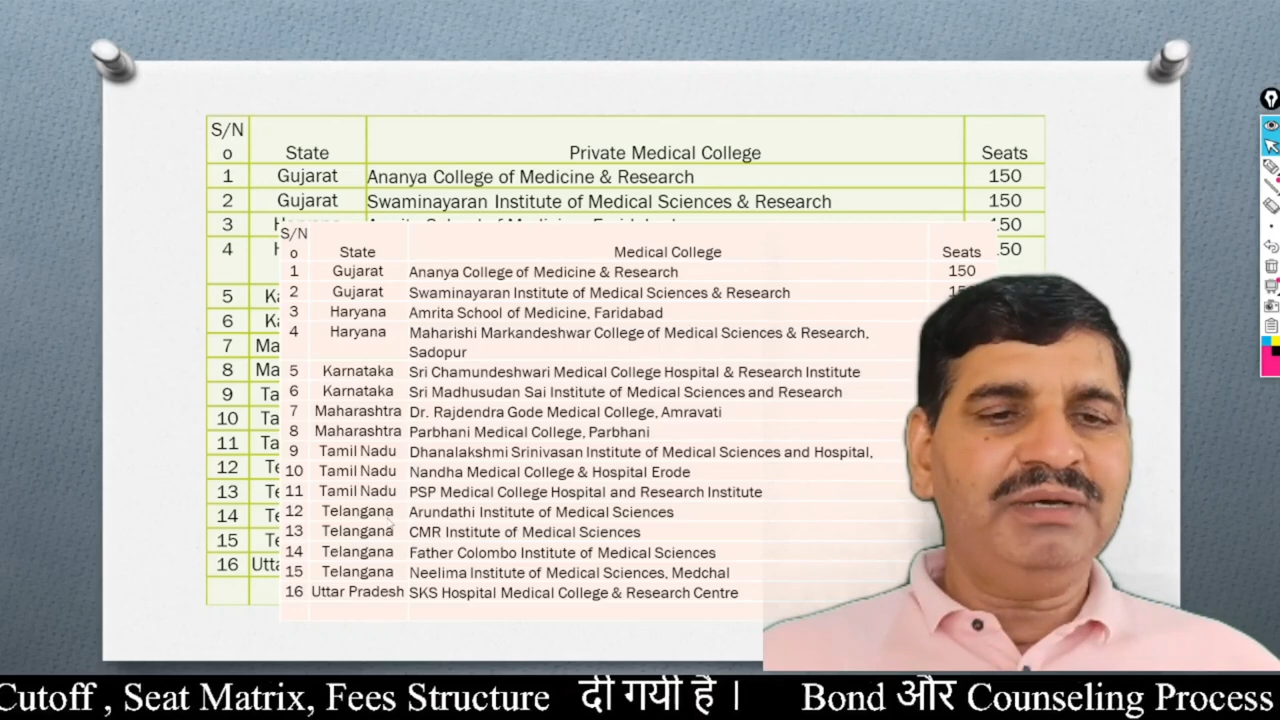 S/N
o State Private Medical College Seats
1 Gujarat Ananya College of Medicine & Research 150
2 Gujarat Swaminayaran Institute of Medical Sciences & Research 150
3
4
5
6
7
8
9
10
11
12
13
14
15
16
S/N
o State Medical College Seats
1 Gujarat Ananya College of Medicine & Research 150
2 Gujarat Swaminayaran Institute of Medical Sciences & Research
3 Haryana Amrita School of Medicine, Faridabad
4 Haryana Maharishi Markandeshwar College of Medical Sciences & Research,
Sadopur
5 Karnataka Sri Chamundeshwari Medical College Hospital & Research Institute
6 Karnataka Sri Madhusudan Sai Institute of Medical Sciences and Research
7 Maharashtra Dr. Rajdendra Gode Medical College, Amravati
8 Maharashtra Parbhani Medical College, Parbhani
9 Tamil Nadu Dhanalakshmi Srinivasan Institute of Medical Sciences and Hospital,
10 Tamil Nadu Nandha Medical College & Hospital Erode
11 Tamil Nadu PSP Medical College Hospital and Research Institute
12 Telangana Arundathi Institute of Medical Sciences
13 Telangana CMR Institute of Medical Sciences
14 Telangana Father Colombo Institute of Medical Sciences
15 Telangana Neelima Institute of Medical Sciences, Medchal
16 Uttar Pradesh SKS Hospital Medical College & Research Centre
Cutoff , Seat Matrix, Fees Structure दी गयी है । Bond और Counseling Process